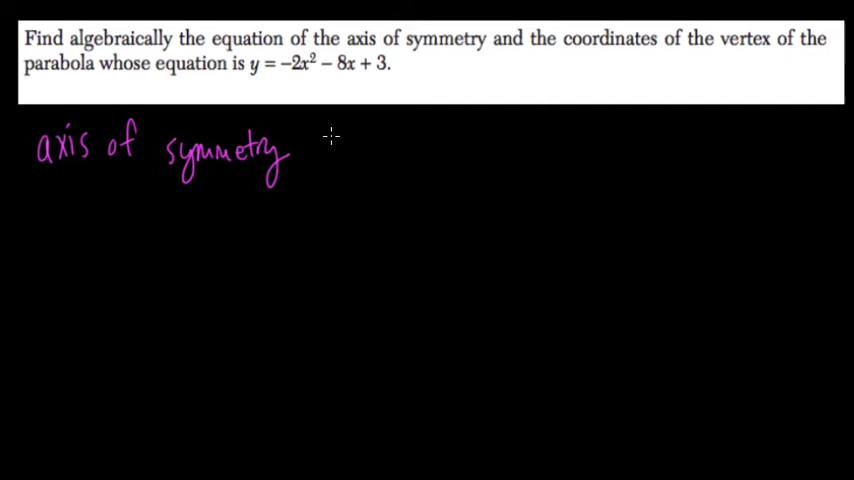 Find algebraically the equation of the axis of symmetry and the coordinates of the vertex of the
parabola whose equation is y = –2x² – 8x + 3.
axis of symmetry